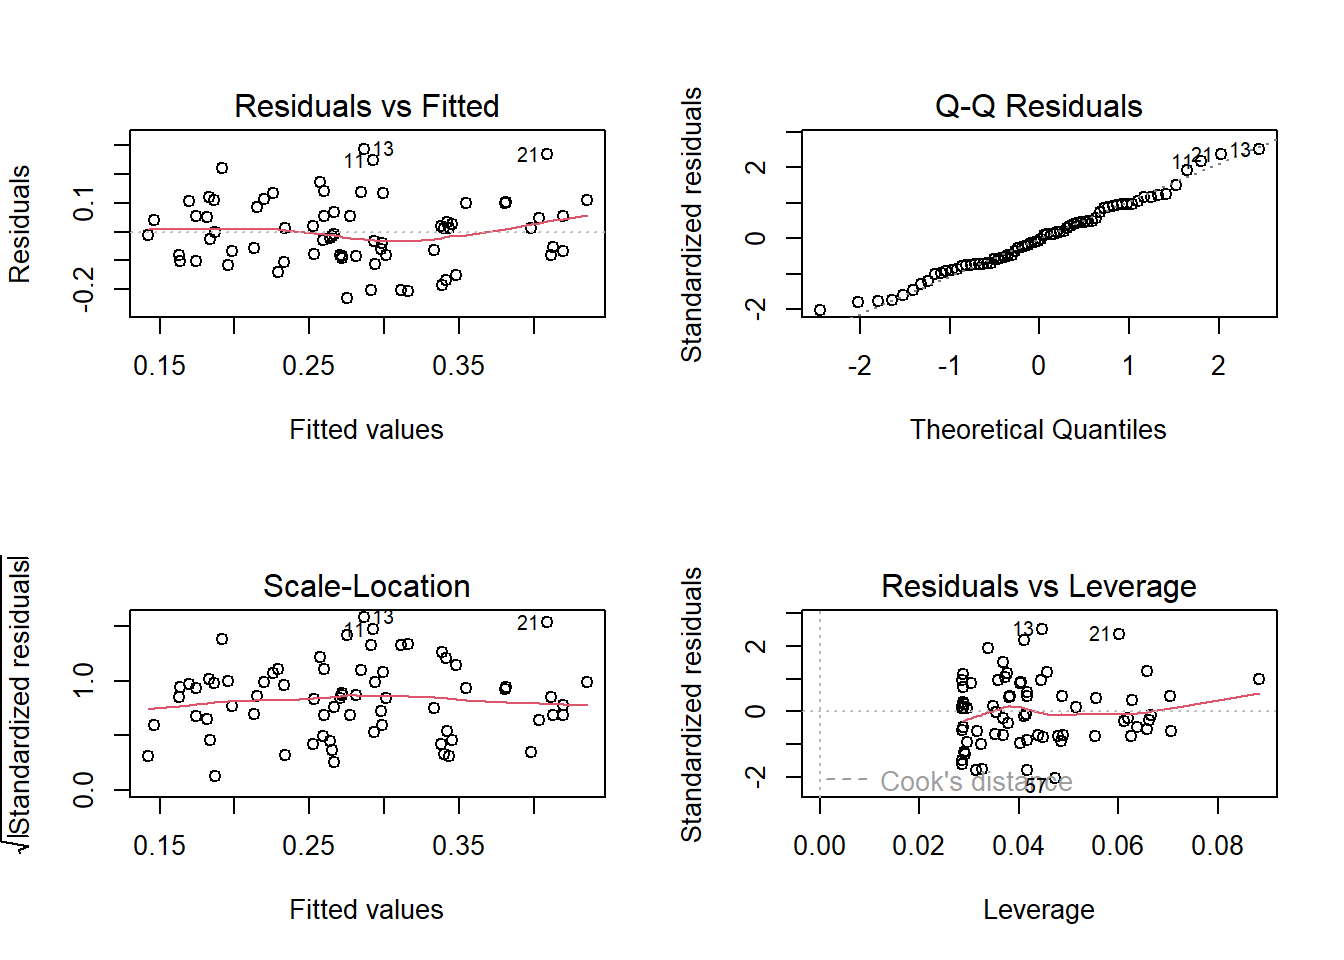 Residuals vs Fitted
Residuals
0.1
-0.2
13
11
21
0.15 0.25 0.35
Fitted values
Q-Q Residuals
Standardized residuals
2
0
-2
11 21 13
-2 -1 0 1 2
Theoretical Quantiles
Scale-Location
√|Standardized residuals|
1.0
0.0
13
11
21
0.15 0.25 0.35
Fitted values
Residuals vs Leverage
Standardized residuals
2
0
-2
13
21
Cook's distance
57
0.00 0.02 0.04 0.06 0.08
Leverage